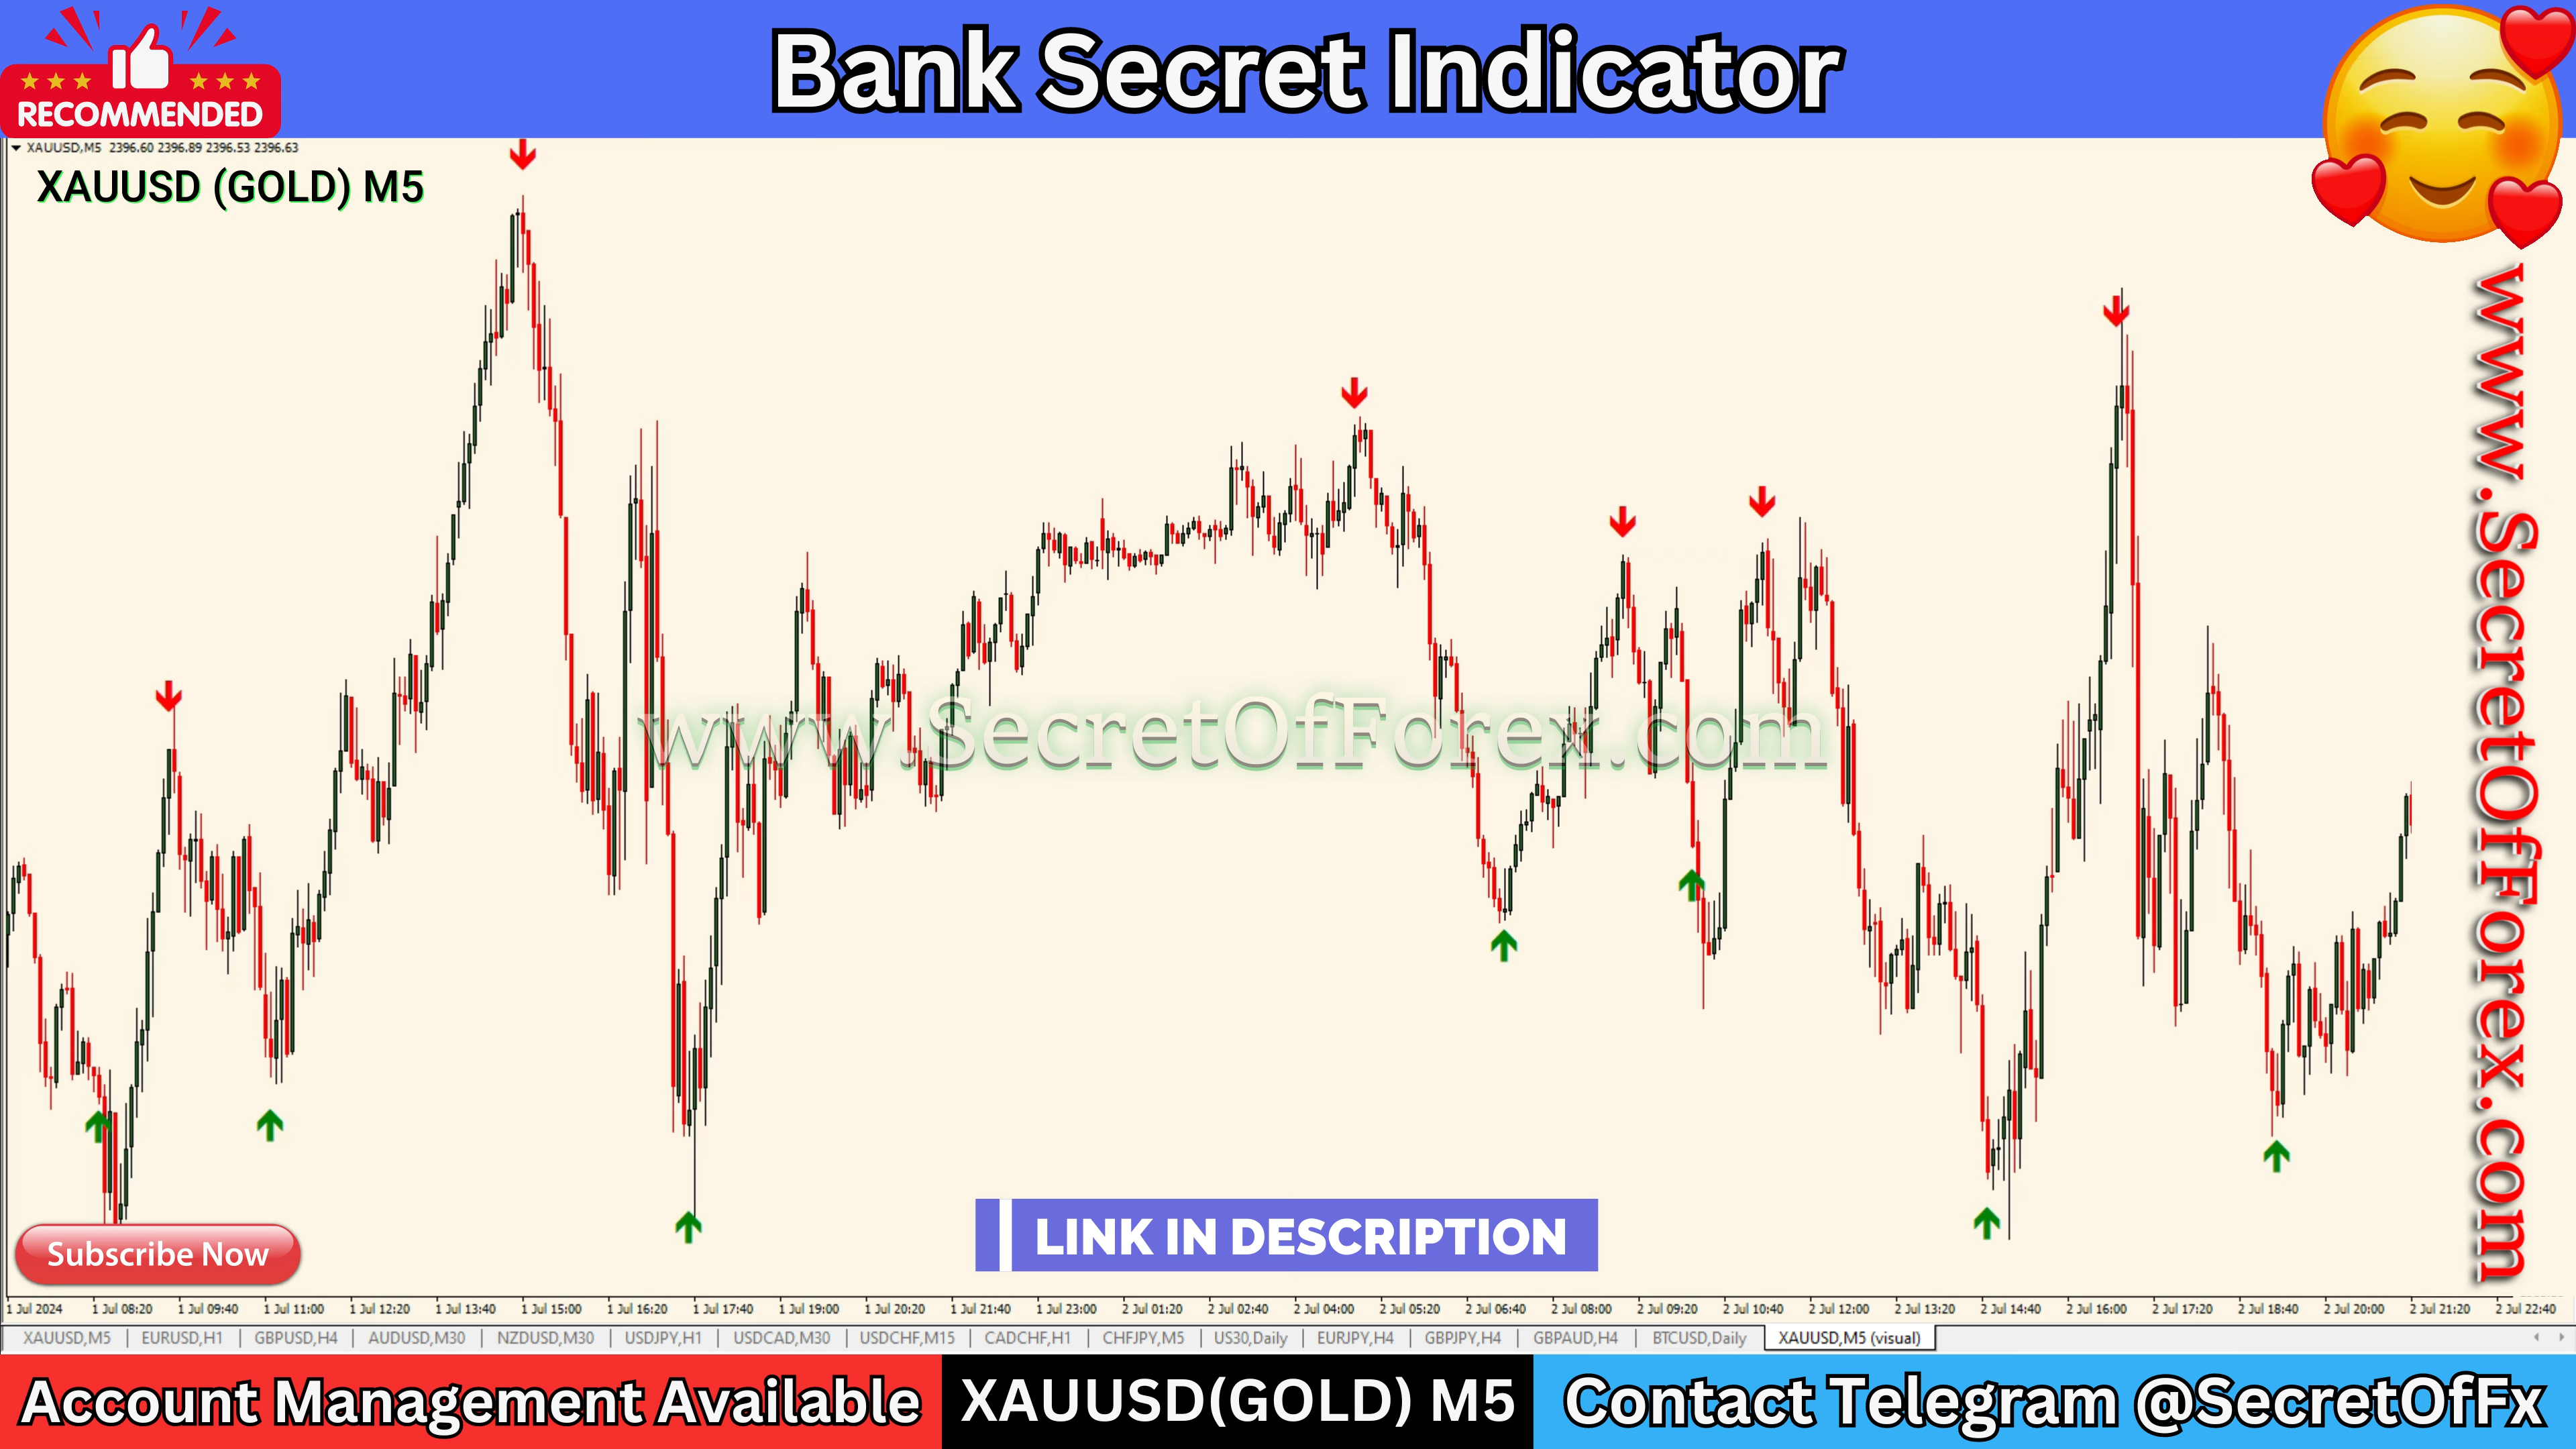 Bank Secret Indicator
★ ★ ★ ★ ★ ★
RECOMMENDED
XAUUSD,M5 2396.60 2396.89 2396.53 2396.63
XAUUSD (GOLD) M5
www.SecretOfForex.com
www.SecretOfForex.com
LINK IN DESCRIPTION
Subscribe Now
1 Jul 2024 1 Jul 08:20 1 Jul 09:40 1 Jul 11:00 1 Jul 12:20 1 Jul 13:40 1 Jul 15:00 1 Jul 16:20 1 Jul 17:40 1 Jul 19:00 1 Jul 20:20 1 Jul 21:40 1 Jul 23:00 2 Jul 01:20 2 Jul 02:40 2 Jul 04:00 2 Jul 05:20 2 Jul 06:40 2 Jul 08:00 2 Jul 09:20 2 Jul 10:40 2 Jul 12:00 2 Jul 13:20 2 Jul 14:40 2 Jul 16:00 2 Jul 17:20 2 Jul 18:40 2 Jul 20:00 2 Jul 21:20 2 Jul 22:40
XAUUSD,M5 | EURUSD,H1 | GBPUSD,H4 | AUDUSD,M30 | NZDUSD,M30 | USDJPY,H1 | USDCAD,M30 | USDCHF,M15 | CADCHF,H1 | CHFJPY,M5 | US30,Daily | EURJPY,H4 | GBPJPY,H4 | GBPAUD,H4 | BTCUSD,Daily | XAUUSD,M5 (visual)
Account Management Available XAUUSD(GOLD) M5 Contact Telegram @SecretOfFx